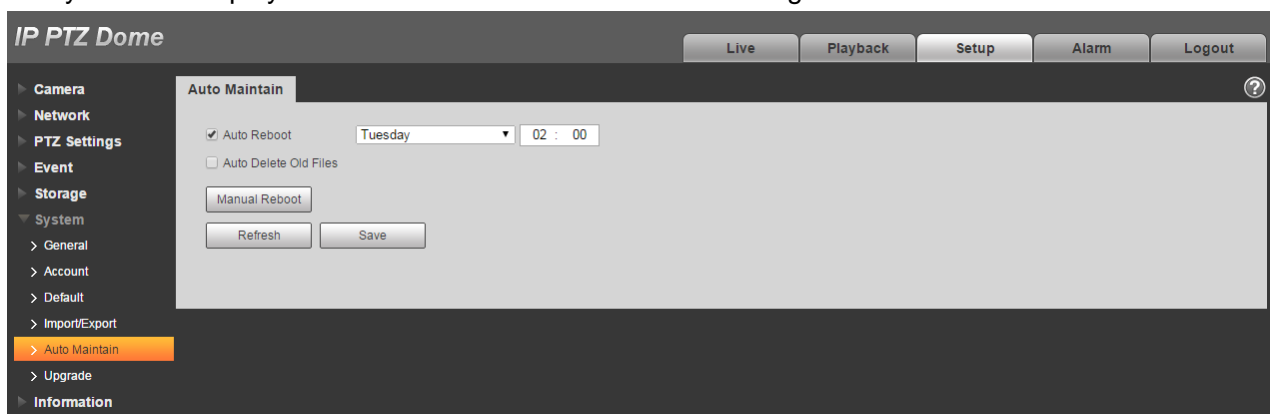 IP PTZ Dome
Live Playback Setup Alarm Logout
Camera
Network
PTZ Settings
Event
Storage
System
General
Account
Default
Import/Export
Auto Maintain
Upgrade
Information
Auto Maintain
?
Auto Reboot Tuesday 02 : 00
Auto Delete Old Files
Manual Reboot
Refresh Save